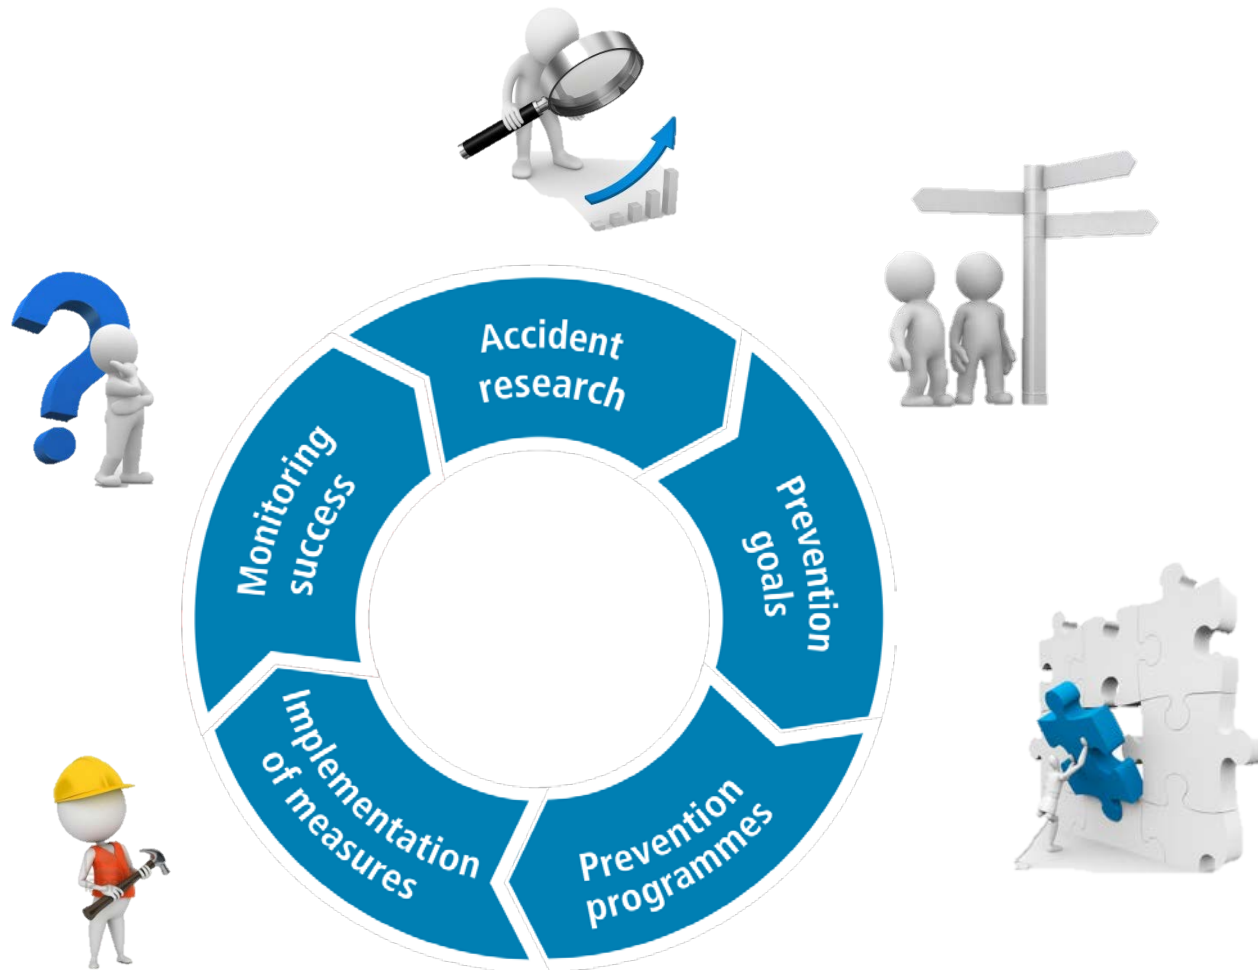 Accident
research
Prevention
goals
Prevention
programmes
Implementation
of measures
Monitoring
success